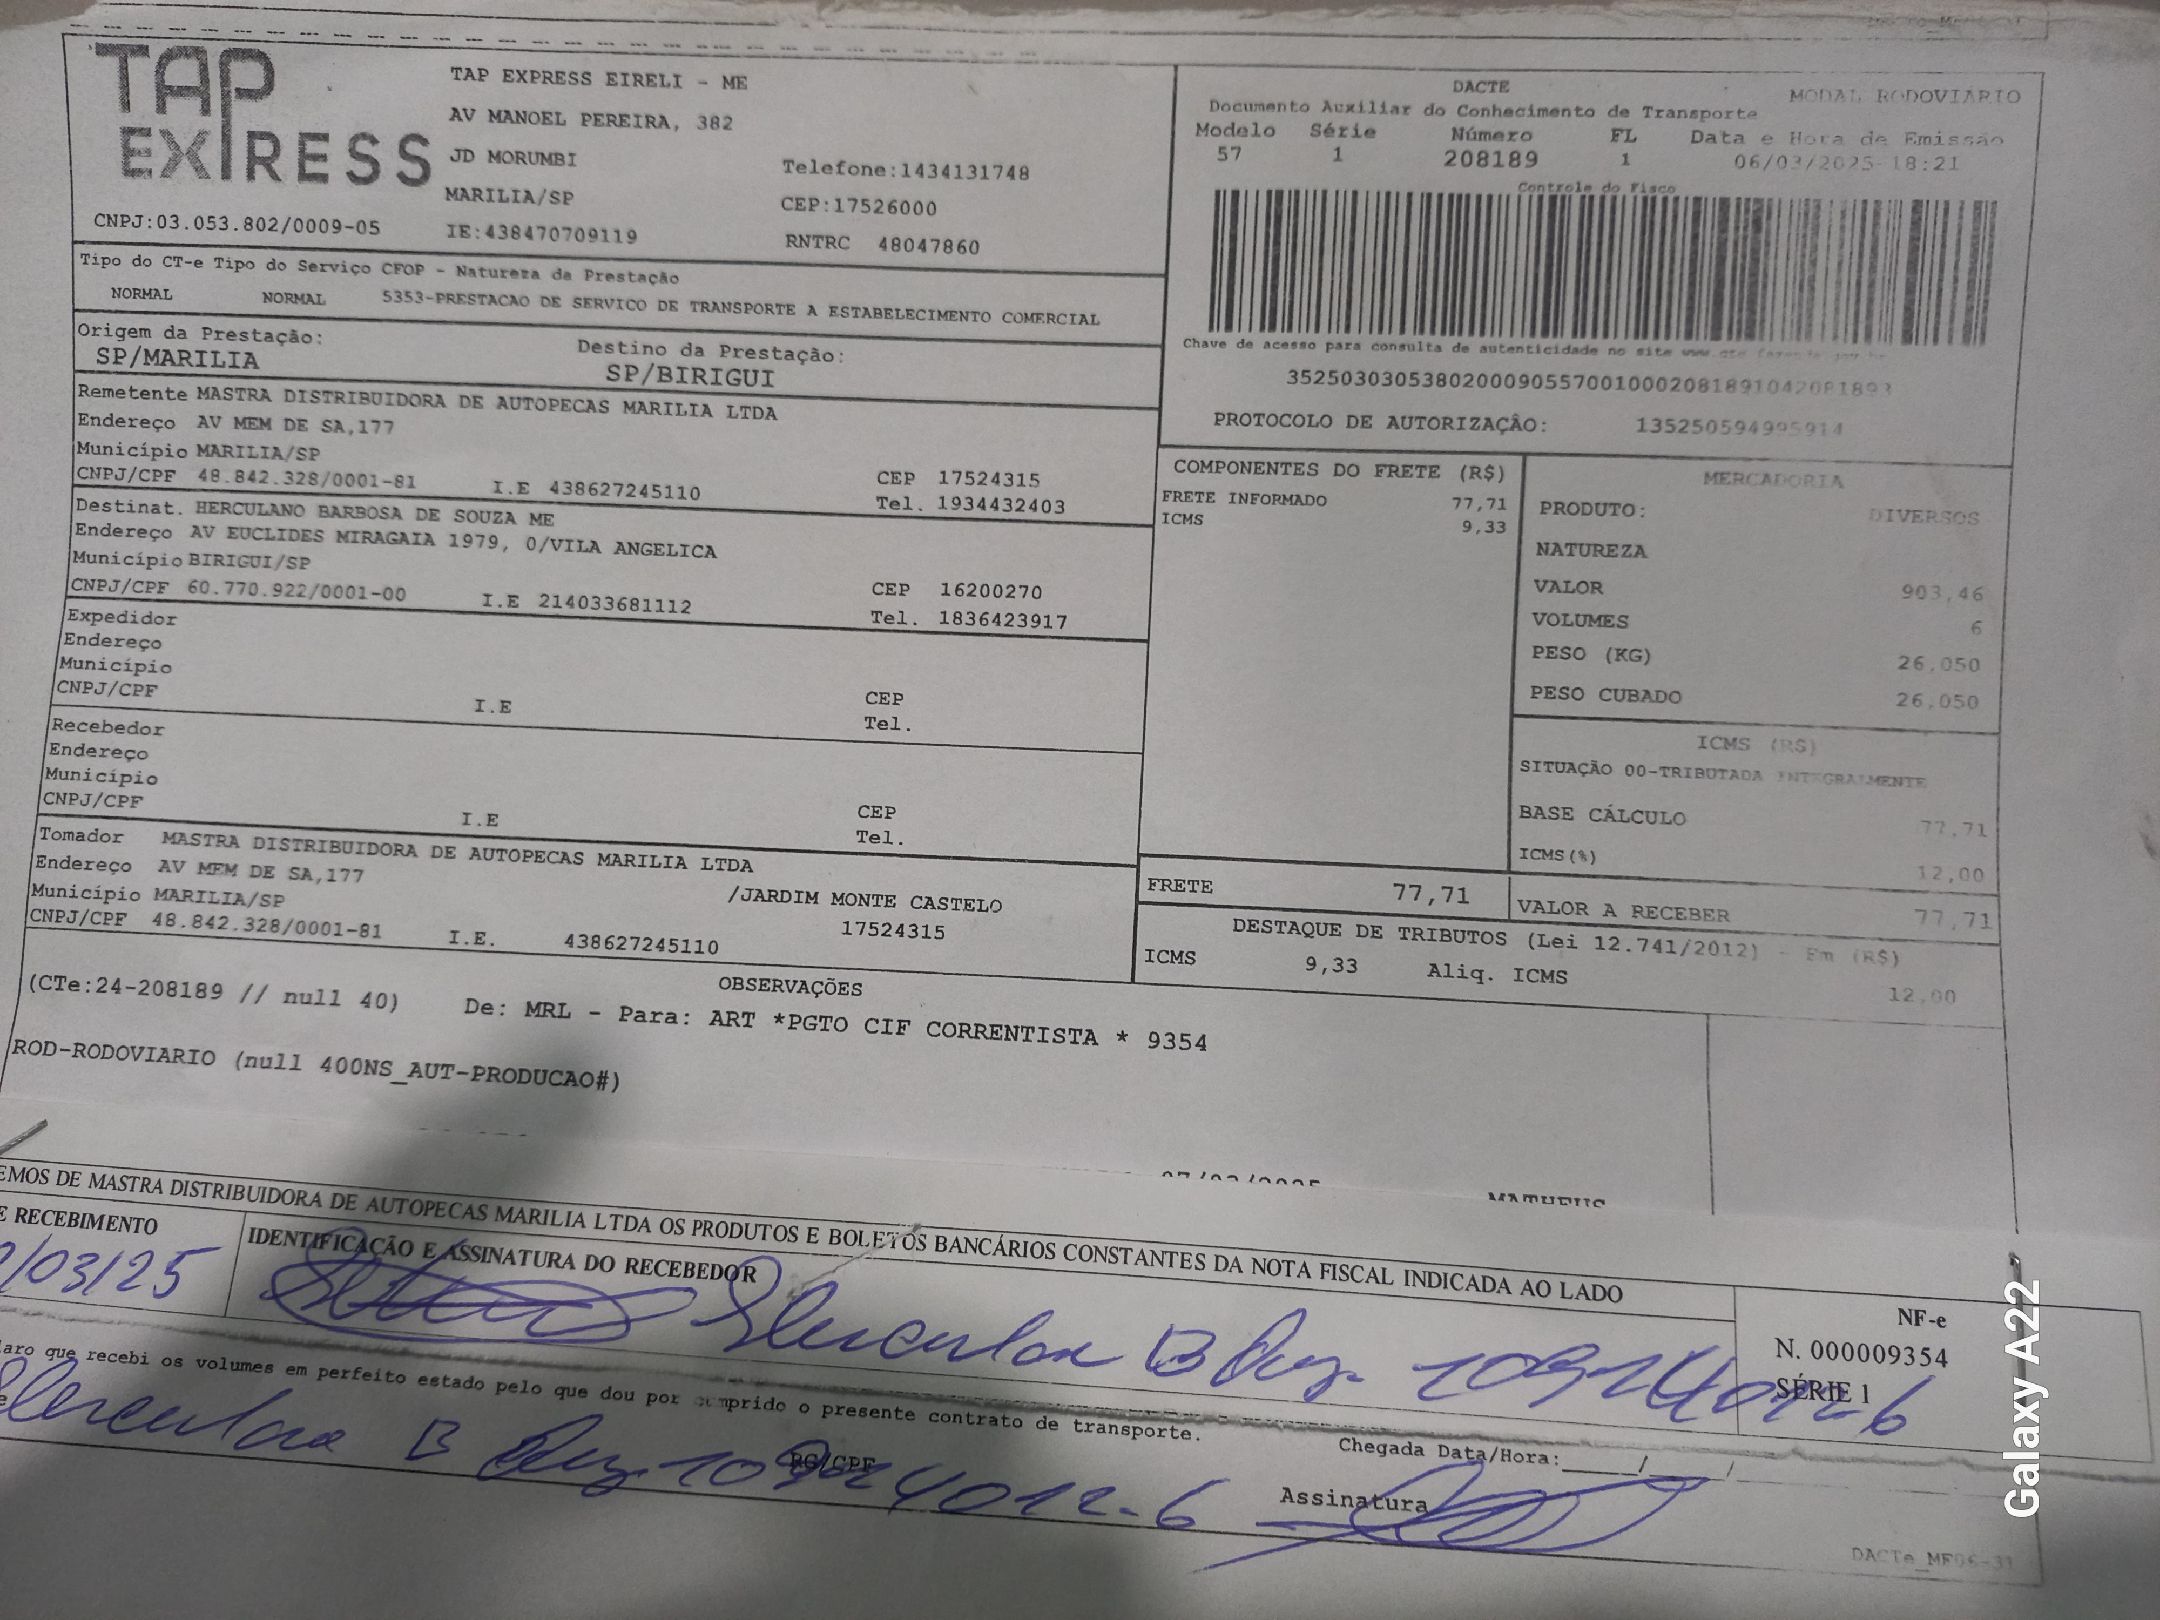 TAP EXPRESS
TAP EXPRESS EIRELI - ME
AV MANOEL PEREIRA, 382
JD MORUMBI
Telefone:1434131748
MARILIA/SP
CEP:17526000
CNPJ:03.053.802/0009-05
IE:438470709119
RNTRC 48047860
DACTE
MODAL RODOVIÁRIO
Documento Auxiliar do Conhecimento de Transporte
Modelo Série Número FL Data e Hora de Emissão
57 1 208189 1 06/03/2025-18:21
Controle do Fisco
Chave de acesso para consulta de autenticidade no site
PROTOCOLO DE AUTORIZAÇÃO: 135250594995914
Tipo do CT-e Tipo do Serviço CFOP - Natureza da Prestação
NORMAL NORMAL 5353-PRESTACAO DE SERVICO DE TRANSPORTE A ESTABELECIMENTO COMERCIAL
Origem da Prestação: Destino da Prestação:
SP/MARILIA SP/BIRIGUI
Remetente MASTRA DISTRIBUIDORA DE AUTOPECAS MARILIA LTDA
Endereço AV MEM DE SA,177
Município MARILIA/SP
CEP 17524315
CNPJ/CPF 48.842.328/0001-81 I.E 438627245110 Tel. 1934432403
Destinat. HERCULANO BARBOSA DE SOUZA ME
Endereço AV EUCLIDES MIRAGAIA 1979, 0/VILA ANGELICA
Município BIRIGUI/SP
CEP 16200270
CNPJ/CPF 60.770.922/0001-00 I.E 214033681112 Tel. 1836423917
Expedidor
Endereço
Município
CEP
CNPJ/CPF I.E Tel.
Recebedor
Endereço
Município
CEP
CNPJ/CPF I.E Tel.
Tomador MASTRA DISTRIBUIDORA DE AUTOPECAS MARILIA LTDA
Endereço AV MEM DE SA,177
/JARDIM MONTE CASTELO
Município MARILIA/SP
17524315
CNPJ/CPF 48.842.328/0001-81 I.E. 438627245110
COMPONENTES DO FRETE (R$)
FRETE INFORMADO 77,71
ICMS 9,33
MERCADORIA
PRODUTO: DIVERSOS
NATUREZA
VALOR 903,46
VOLUMES 6
PESO (KG) 26,050
PESO CUBADO 26,050
ICMS (R$)
SITUAÇÃO 00-TRIBUTADA INTEGRALMENTE
BASE CÁLCULO 77,71
ICMS(%) 12,00
FRETE 77,71
VALOR A RECEBER 77,71
DESTAQUE DE TRIBUTOS (Lei 12.741/2012) - Em (R$)
ICMS 9,33 Aliq. ICMS 12,00
OBSERVAÇÕES
(CTe:24-208189 // null 40) De: MRL - Para: ART *PGTO CIF CORRENTISTA * 9354
ROD-RODOVIARIO (null 400NS_AUT-PRODUCAO#)
EMOS DE MASTRA DISTRIBUIDORA DE AUTOPECAS MARILIA LTDA OS PRODUTOS E BOLETOS BANCÁRIOS CONSTANTES DA NOTA FISCAL INDICADA AO LADO
E RECEBIMENTO
IDENTIFICAÇÃO E ASSINATURA DO RECEBEDOR
/03/25
NF-e
N. 000009354
SÉRIE 1
laro que recebi os volumes em perfeito estado pelo que dou por cumprido o presente contrato de transporte.
RG/CPF
Chegada Data/Hora:____/____/
Assinatura
DACTe_MF06-31
Galaxy A22